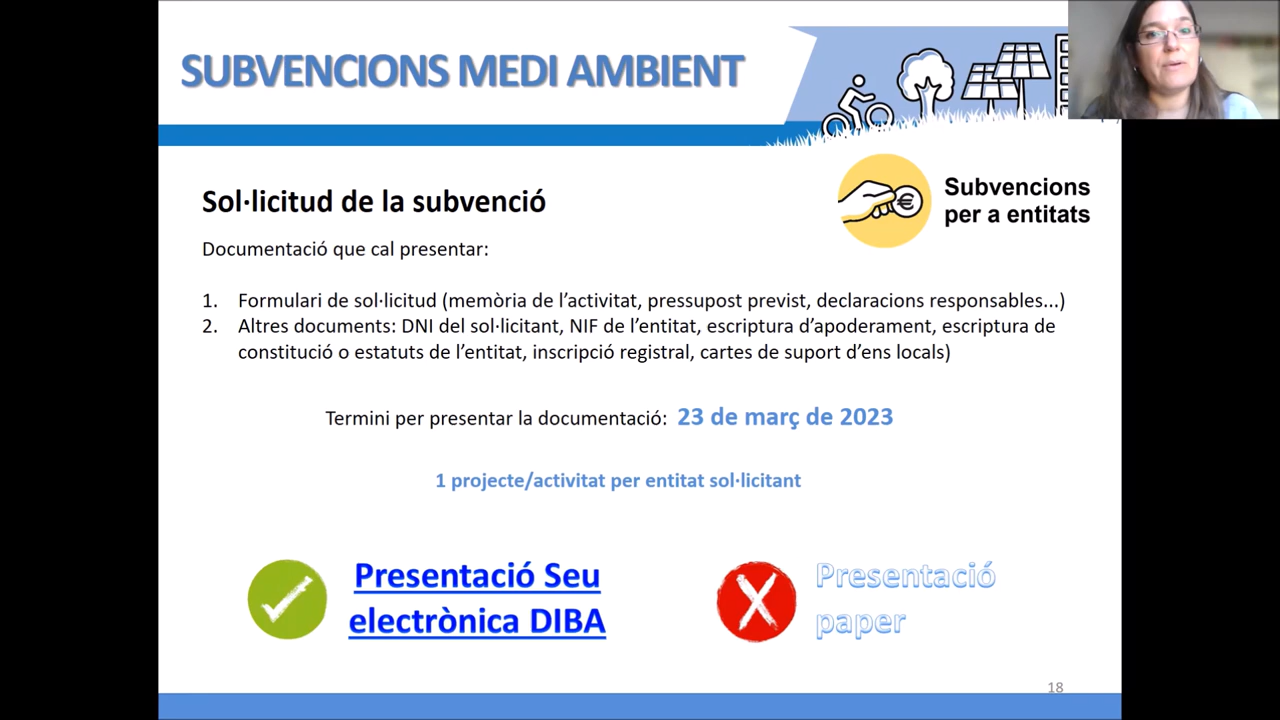 SUBVENCIONS MEDI AMBIENT
Sol·licitud de la subvenció
Subvencions
per a entitats
Documentació que cal presentar:
1. Formulari de sol·licitud (memòria de l’activitat, pressupost previst, declaracions responsables...)
2. Altres documents: DNI del sol·licitant, NIF de l’entitat, escriptura d’apoderament, escriptura de
constitució o estatuts de l’entitat, inscripció registral, cartes de suport d’ens locals)
Termini per presentar la documentació: 23 de març de 2023
1 projecte/activitat per entitat sol·licitant
Presentació Seu
electrònica DIBA
Presentació
paper
18